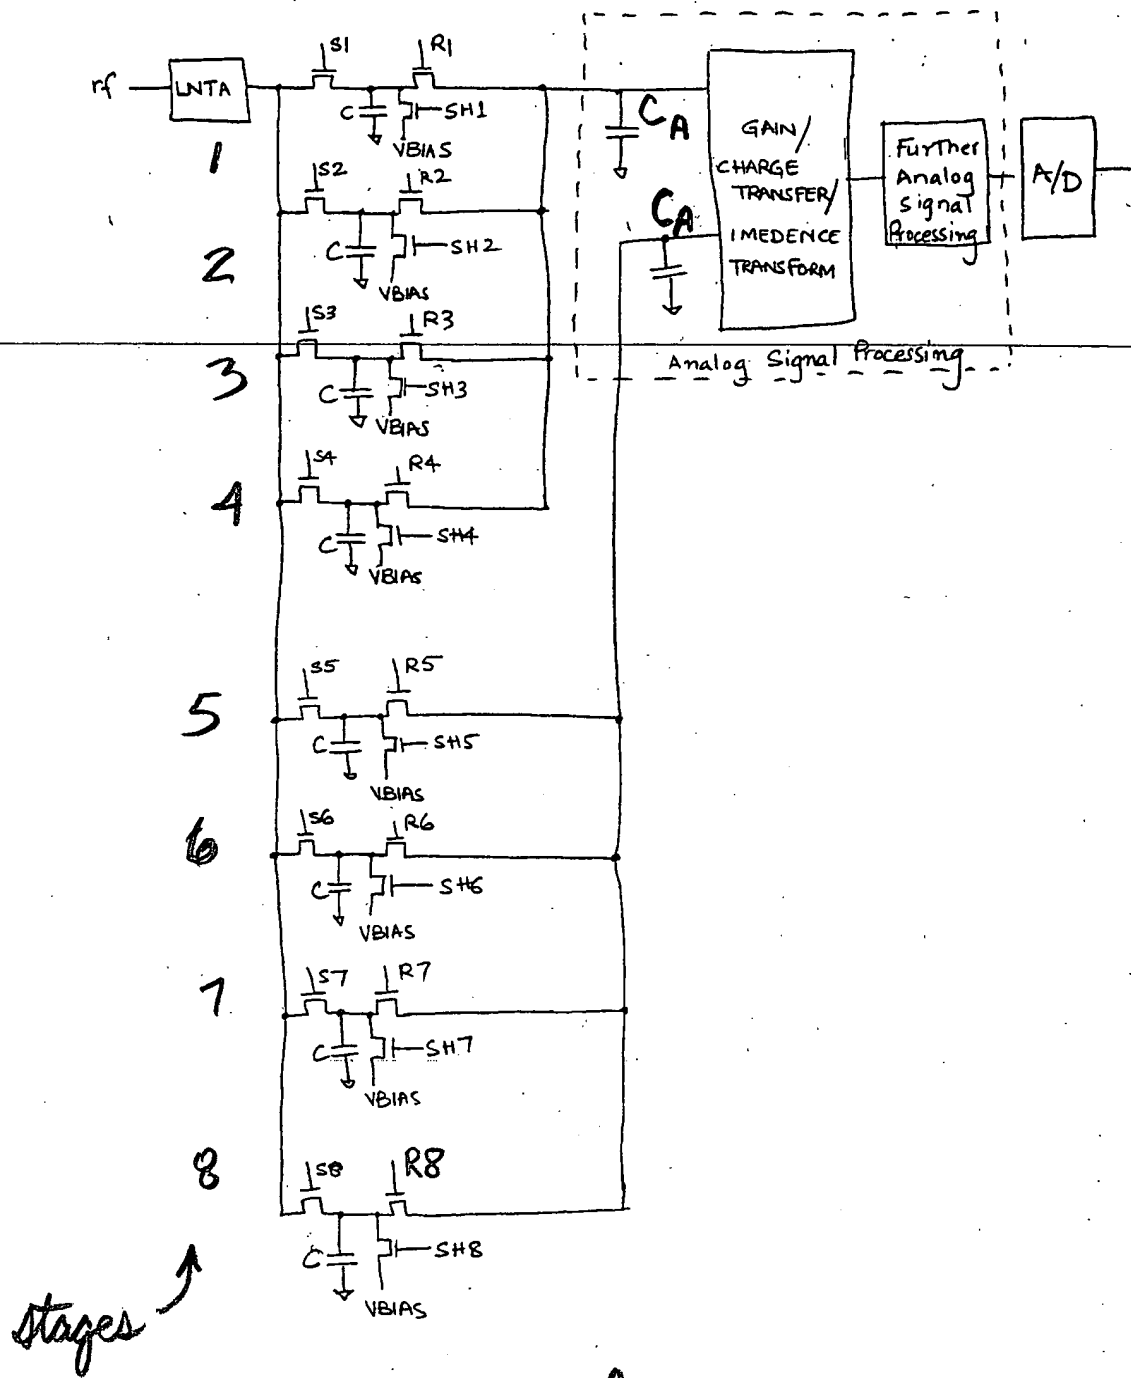 S1
R1
rf
LNTA
C
SH1
VBIAS
1
CA
GAIN/
CHARGE
TRANSFER/
IMEDENCE
TRANSFORM
Further
Analog
Signal
Processing
A/D
S2
R2
C
SH2
VBIAS
2
CA
S3
R3
C
SH3
VBIAS
3
Analog Signal Processing
S4
R4
C
SH4
VBIAS
4
S5
R5
C
SH5
VBIAS
5
S6
R6
C
SH6
VBIAS
6
S7
R7
C
SH7
VBIAS
7
S8
R8
C
SH8
VBIAS
8
stages